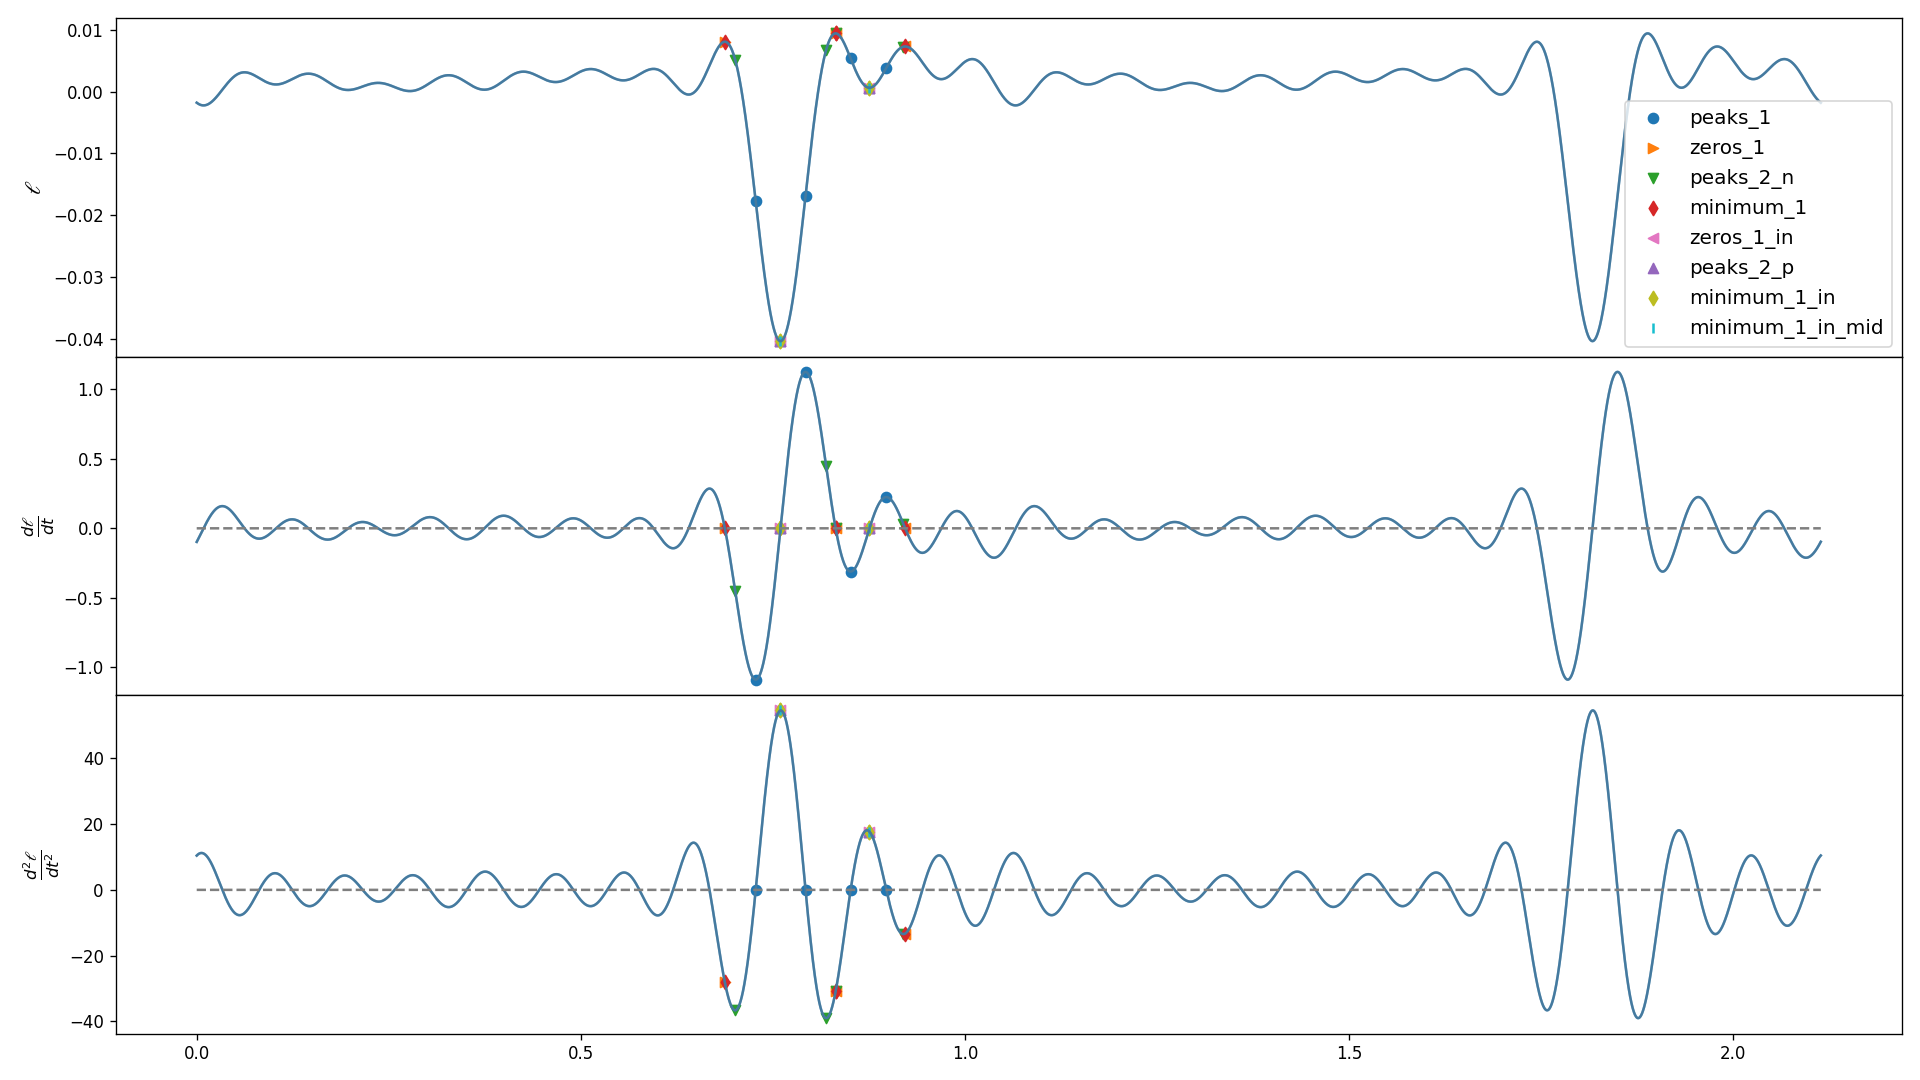 0.01
0.00
−0.01
−0.02
−0.03
−0.04
ℓ
peaks_1
zeros_1
peaks_2_n
minimum_1
zeros_1_in
peaks_2_p
minimum_1_in
minimum_1_in_mid
1.0
0.5
0.0
−0.5
−1.0
dℓ
dt
40
20
0
−20
−40
d²ℓ
dt²
0.0 0.5 1.0 1.5 2.0